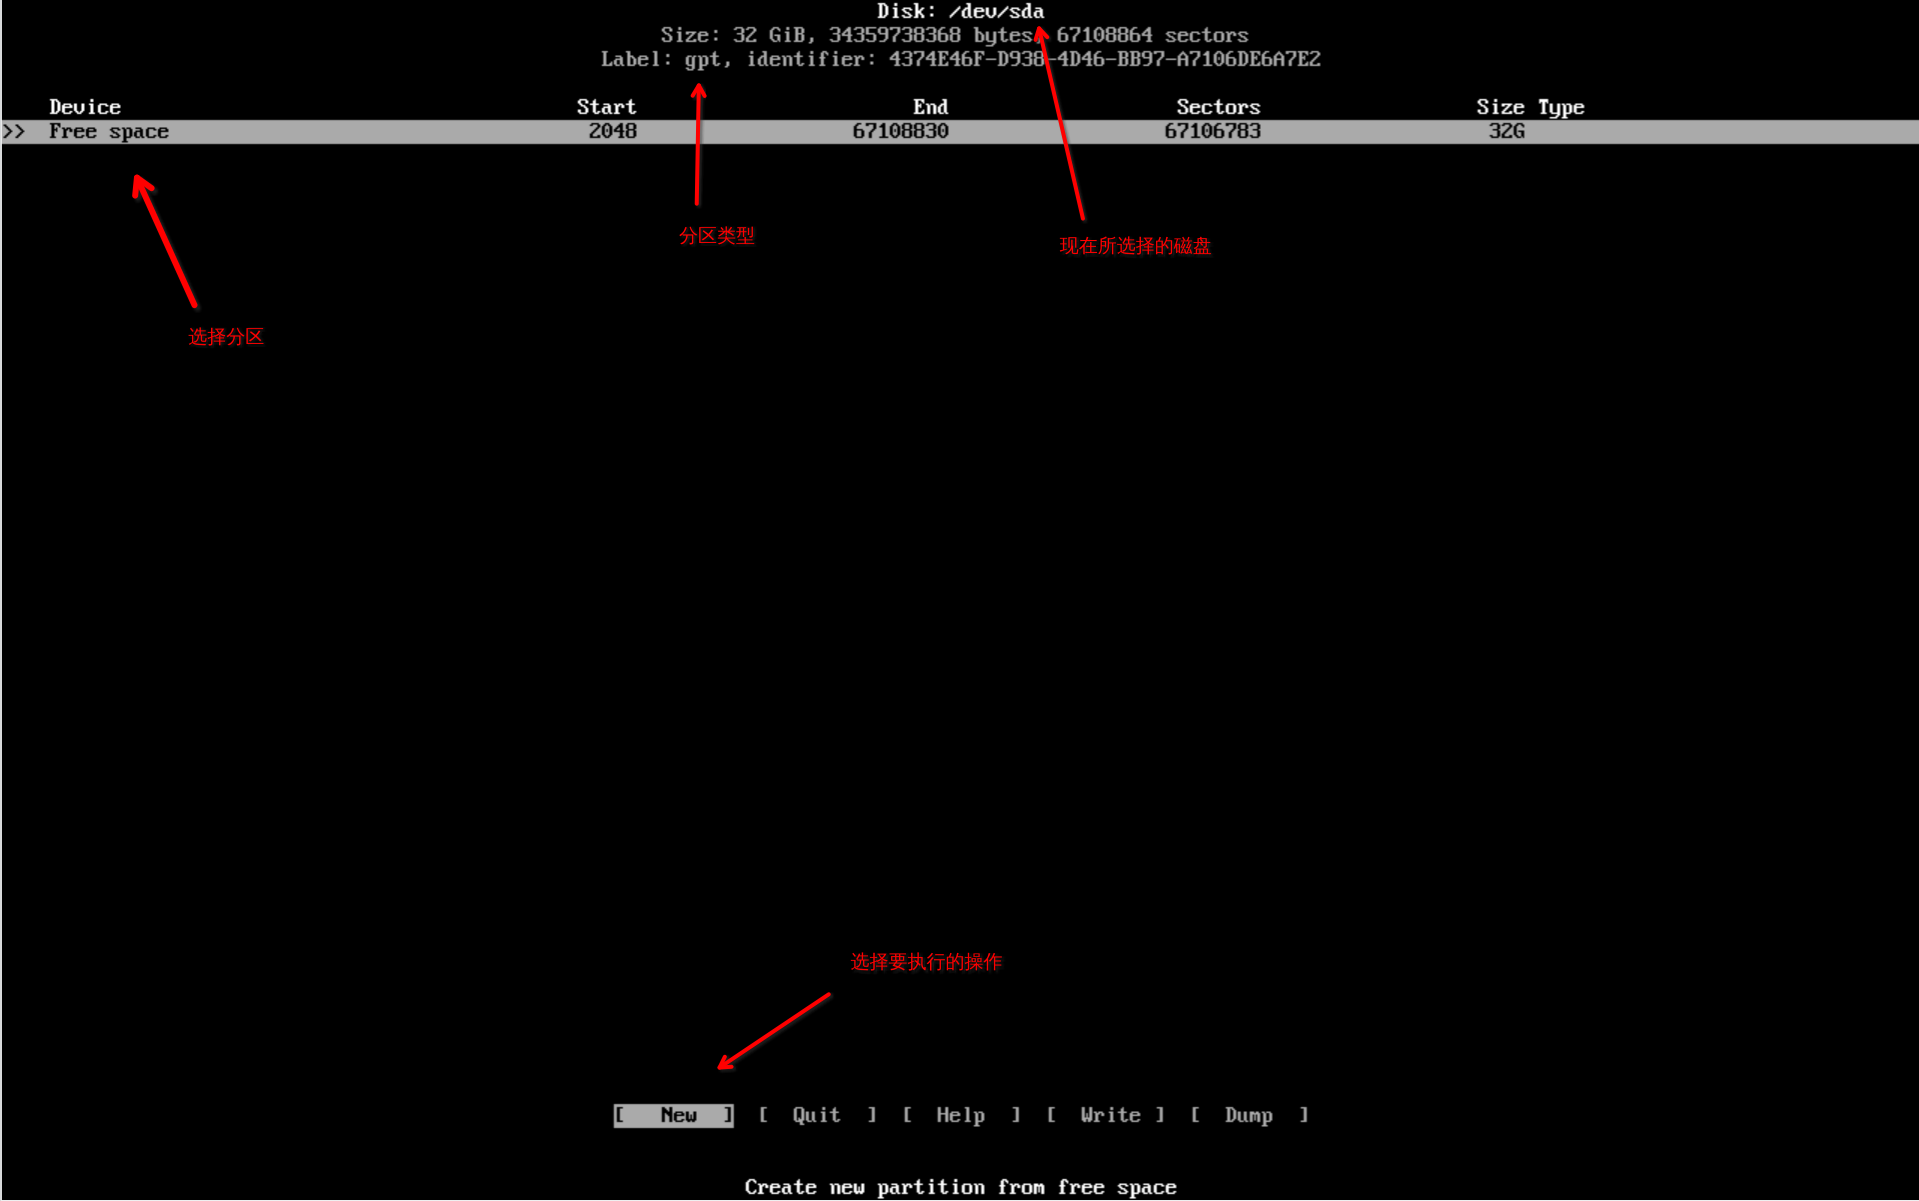 Disk: /dev/sda
Size: 32 GiB, 34359738368 bytes, 67108864 sectors
Label: gpt, identifier: 4374E46F-D938-4D46-BB97-A7106DE6A7E2
Device Start End Sectors Size Type
>> Free space 2048 67108830 67106783 32G
分区类型
现在所选择的磁盘
选择分区
选择要执行的操作
[ New ] [ Quit ] [ Help ] [ Write ] [ Dump ]
Create new partition from free space